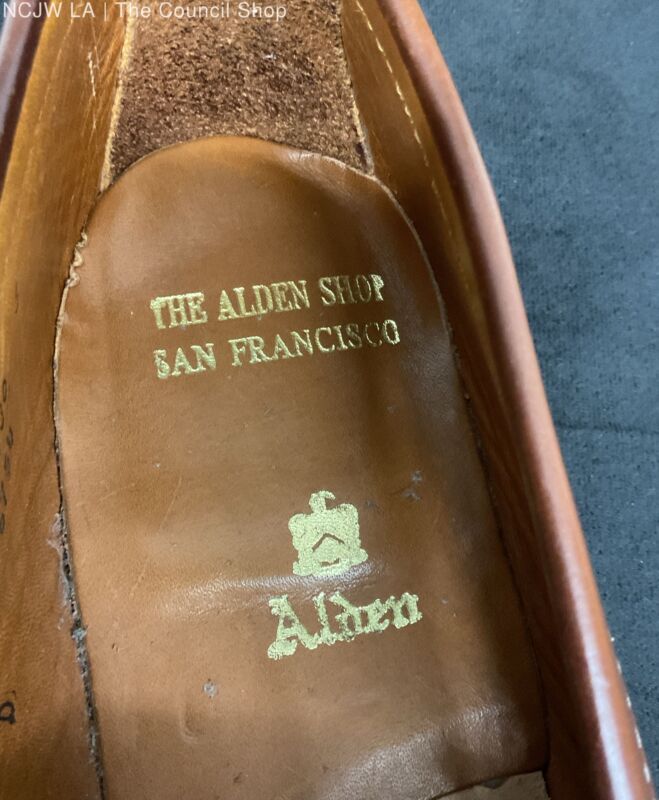 NCJW LA | The Council Shop
THE ALDEN SHOP
SAN FRANCISCO
Alden